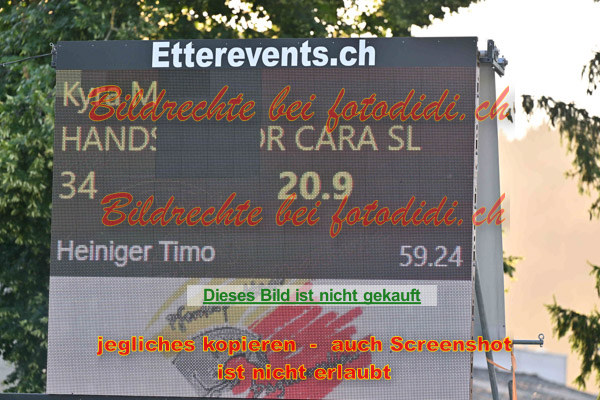 Etterevents.ch
Kyra M
Bildrechte bei fotodidi.ch
HANDS OR CARA SL
34 20.9
Bildrechte bei fotodidi.ch
Heiniger Timo 59.24
Dieses Bild ist nicht gekauft
jegliches kopieren - auch Screenshot
ist nicht erlaubt